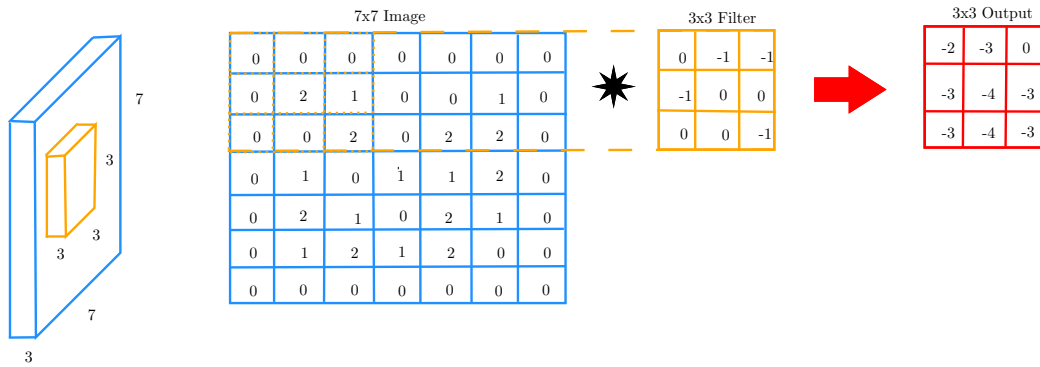 7x7 Image
3x3 Filter
3x3 Output
0 0 0 0 0 0 0
0 2 1 0 0 1 0
0 0 2 0 2 2 0
0 1 0 1 1 2 0
0 2 1 0 2 1 0
0 1 2 1 2 0 0
0 0 0 0 0 0 0
0 -1 -1
-1 0 0
0 0 -1
-2 -3 0
-3 -4 -3
-3 -4 -3
7
3
3
3
7
3